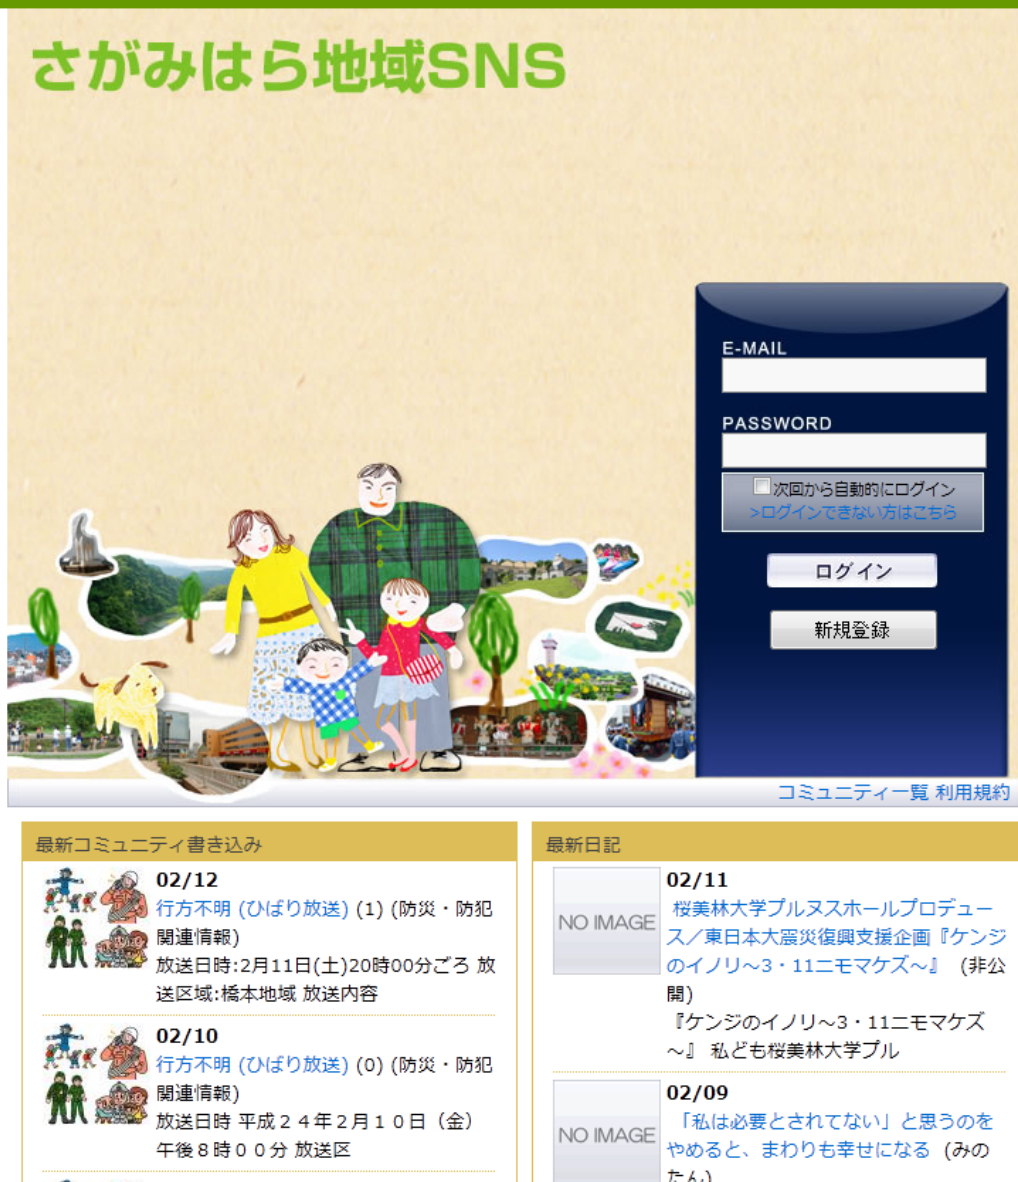 さがみはら地域SNS
E-MAIL
PASSWORD
次回から自動的にログイン
>ログインできない方はこちら
ログイン
新規登録
コミュニティ一覧 利用規約
最新コミュニティ書き込み
02/12
行方不明 (ひばり放送) (1) (防災・防犯
関連情報)
放送日時:2月11日(土)20時00分ごろ 放
送区域:橋本地域 放送内容
02/10
行方不明 (ひばり放送) (0) (防災・防犯
関連情報)
放送日時 平成２４年２月１０日（金）
午後８時００分 放送区
最新日記
NO IMAGE
02/11
桜美林大学プルヌスホールプロデュー
ス／東日本大震災復興支援企画『ケンジ
のイノリ～3・11ニモマケズ～』 (非公
開)
『ケンジのイノリ～3・11ニモマケズ
～』 私ども桜美林大学プル
NO IMAGE
02/09
「私は必要とされてない」と思うのを
やめると、まわりも幸せになる (みの
たん)